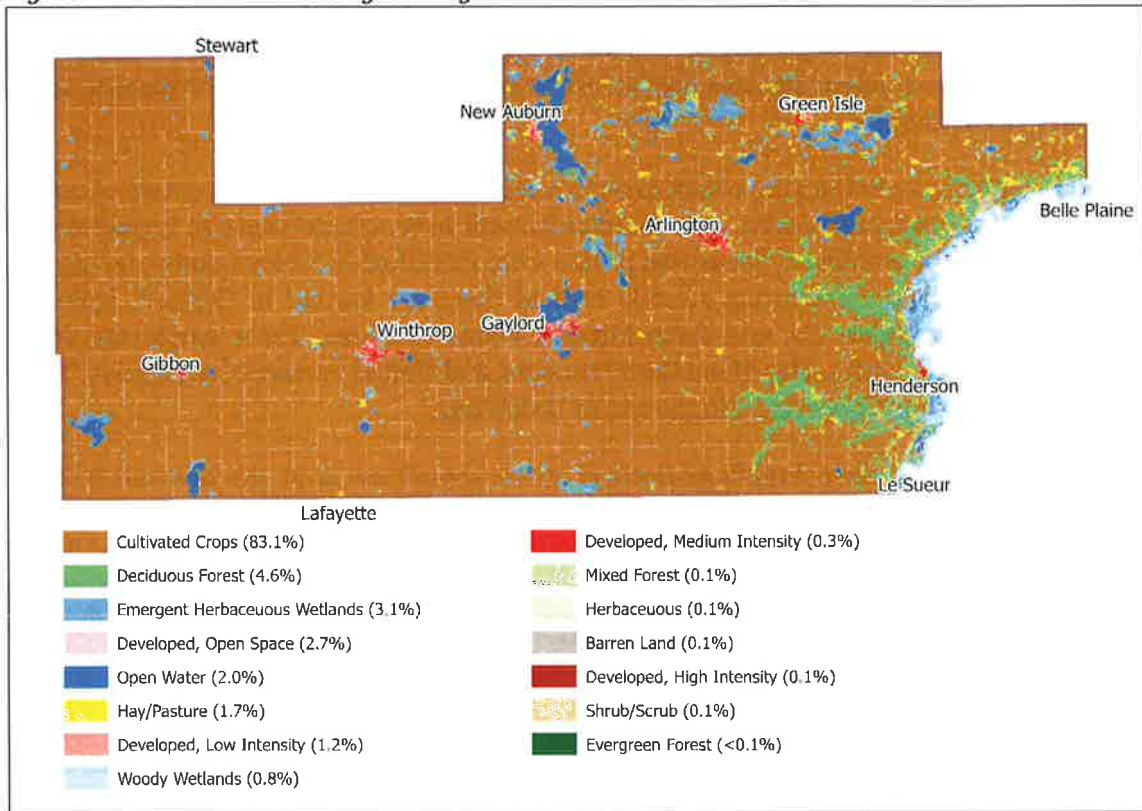 Stewart
New Auburn
Green Isle
Belle Plaine
Arlington
Winthrop
Gaylord
Gibbon
Henderson
Le Sueur
Lafayette
Cultivated Crops (83.1%)
Deciduous Forest (4.6%)
Emergent Herbaceuous Wetlands (3.1%)
Developed, Open Space (2.7%)
Open Water (2.0%)
Hay/Pasture (1.7%)
Developed, Low Intensity (1.2%)
Woody Wetlands (0.8%)
Developed, Medium Intensity (0.3%)
Mixed Forest (0.1%)
Herbaceuous (0.1%)
Barren Land (0.1%)
Developed, High Intensity (0.1%)
Shrub/Scrub (0.1%)
Evergreen Forest (<0.1%)